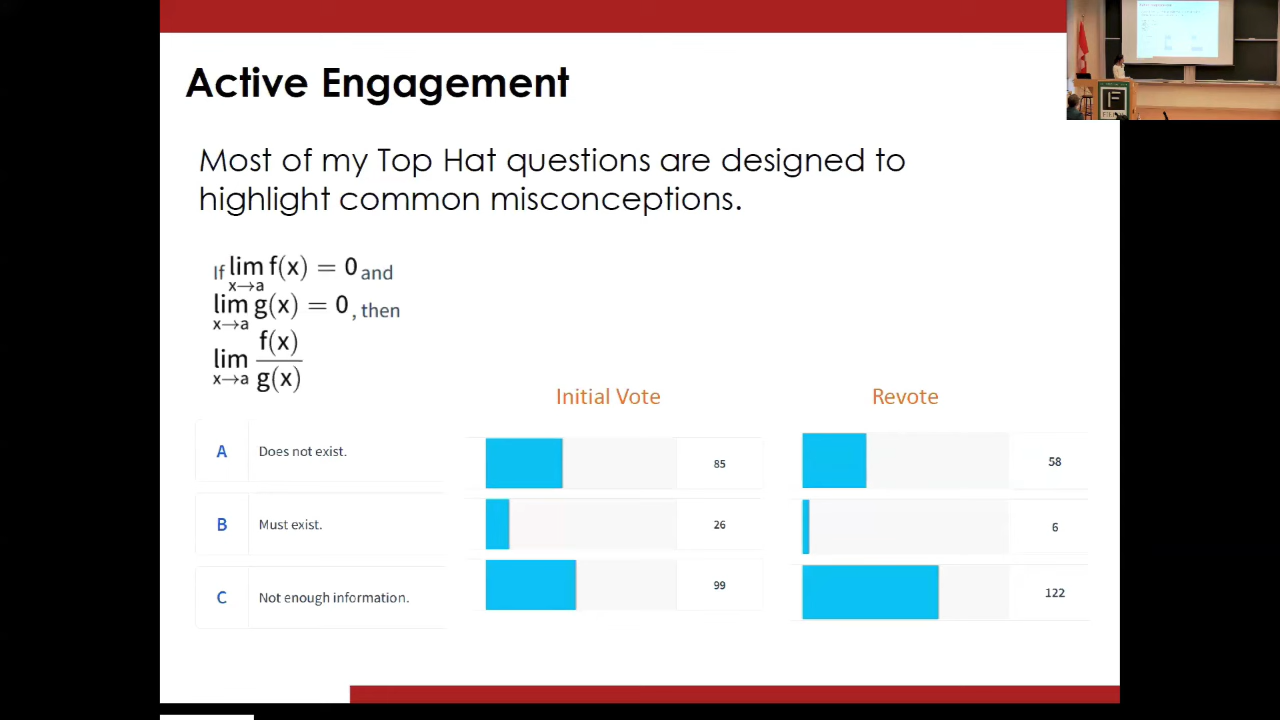 Active Engagement
Most of my Top Hat questions are designed to
highlight common misconceptions.
If lim x→a f(x) = 0 and
lim x→a g(x) = 0, then
lim x→a f(x)/g(x)
Initial Vote
Revote
A Does not exist. 85 58
B Must exist. 26 6
C Not enough information. 99 122